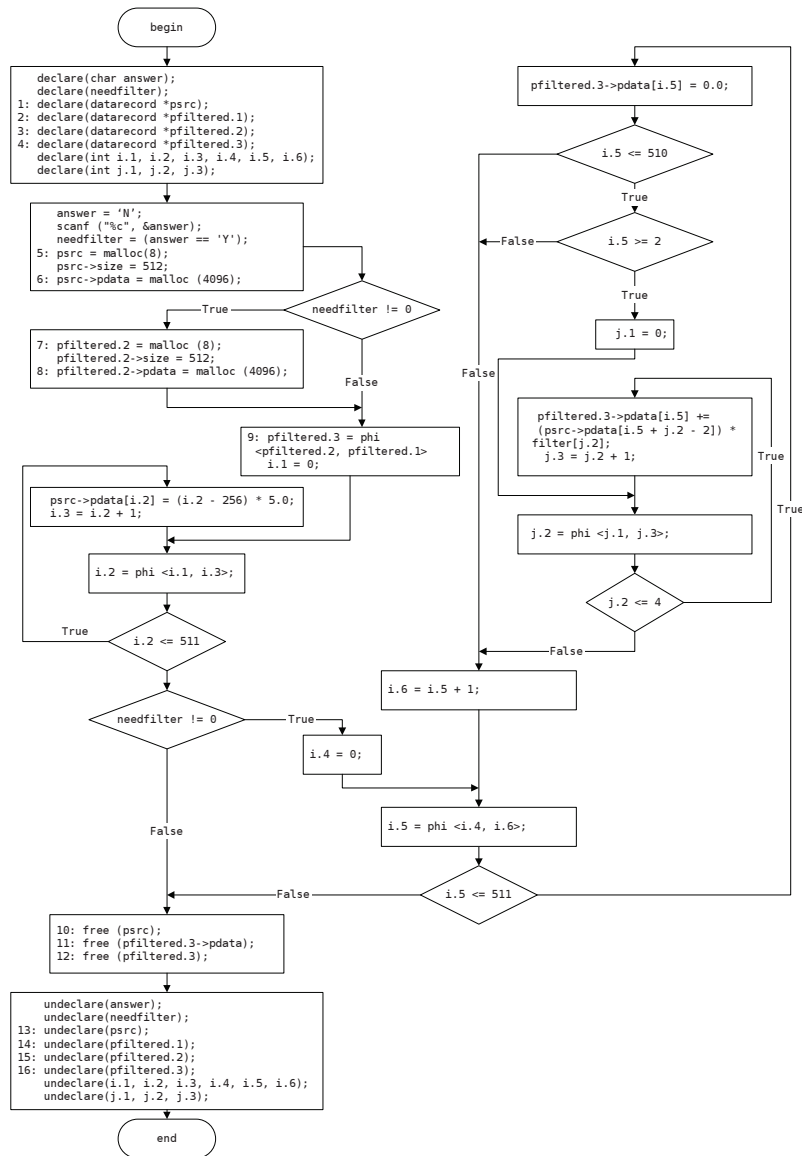 begin
declare(char answer);
declare(needfilter);
1: declare(datarecord *psrc);
2: declare(datarecord *pfiltered.1);
3: declare(datarecord *pfiltered.2);
4: declare(datarecord *pfiltered.3);
declare(int i.1, i.2, i.3, i.4, i.5, i.6);
declare(int j.1, j.2, j.3);
answer = ‘N’;
scanf ("%c", &answer);
needfilter = (answer == 'Y');
5: psrc = malloc(8);
psrc->size = 512;
6: psrc->pdata = malloc (4096);
needfilter != 0
True
7: pfiltered.2 = malloc (8);
pfiltered.2->size = 512;
8: pfiltered.2->pdata = malloc (4096);
False
9: pfiltered.3 = phi
<pfiltered.2, pfiltered.1>
i.1 = 0;
psrc->pdata[i.2] = (i.2 - 256) * 5.0;
i.3 = i.2 + 1;
i.2 = phi <i.1, i.3>;
True
i.2 <= 511
needfilter != 0
True
i.4 = 0;
False
pfiltered.3->pdata[i.5] = 0.0;
i.5 <= 510
True
False
i.5 >= 2
True
j.1 = 0;
False
pfiltered.3->pdata[i.5] +=
(psrc->pdata[i.5 + j.2 - 2]) *
filter[j.2];
j.3 = j.2 + 1;
True
True
j.2 = phi <j.1, j.3>;
j.2 <= 4
False
i.6 = i.5 + 1;
i.5 = phi <i.4, i.6>;
i.5 <= 511
False
10: free (psrc);
11: free (pfiltered.3->pdata);
12: free (pfiltered.3);
undeclare(answer);
undeclare(needfilter);
13: undeclare(psrc);
14: undeclare(pfiltered.1);
15: undeclare(pfiltered.2);
16: undeclare(pfiltered.3);
undeclare(i.1, i.2, i.3, i.4, i.5, i.6);
undeclare(j.1, j.2, j.3);
end